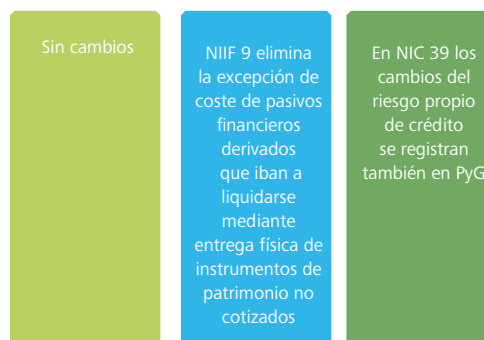 Sin cambios
NIIF 9 elimina
la excepción de
coste de pasivos
financieros
derivados
que iban a
liquidarse
mediante
entrega física de
instrumentos de
patrimonio no
cotizados
En NIC 39 los
cambios del
riesgo propio
de crédito
se registran
también en PyG